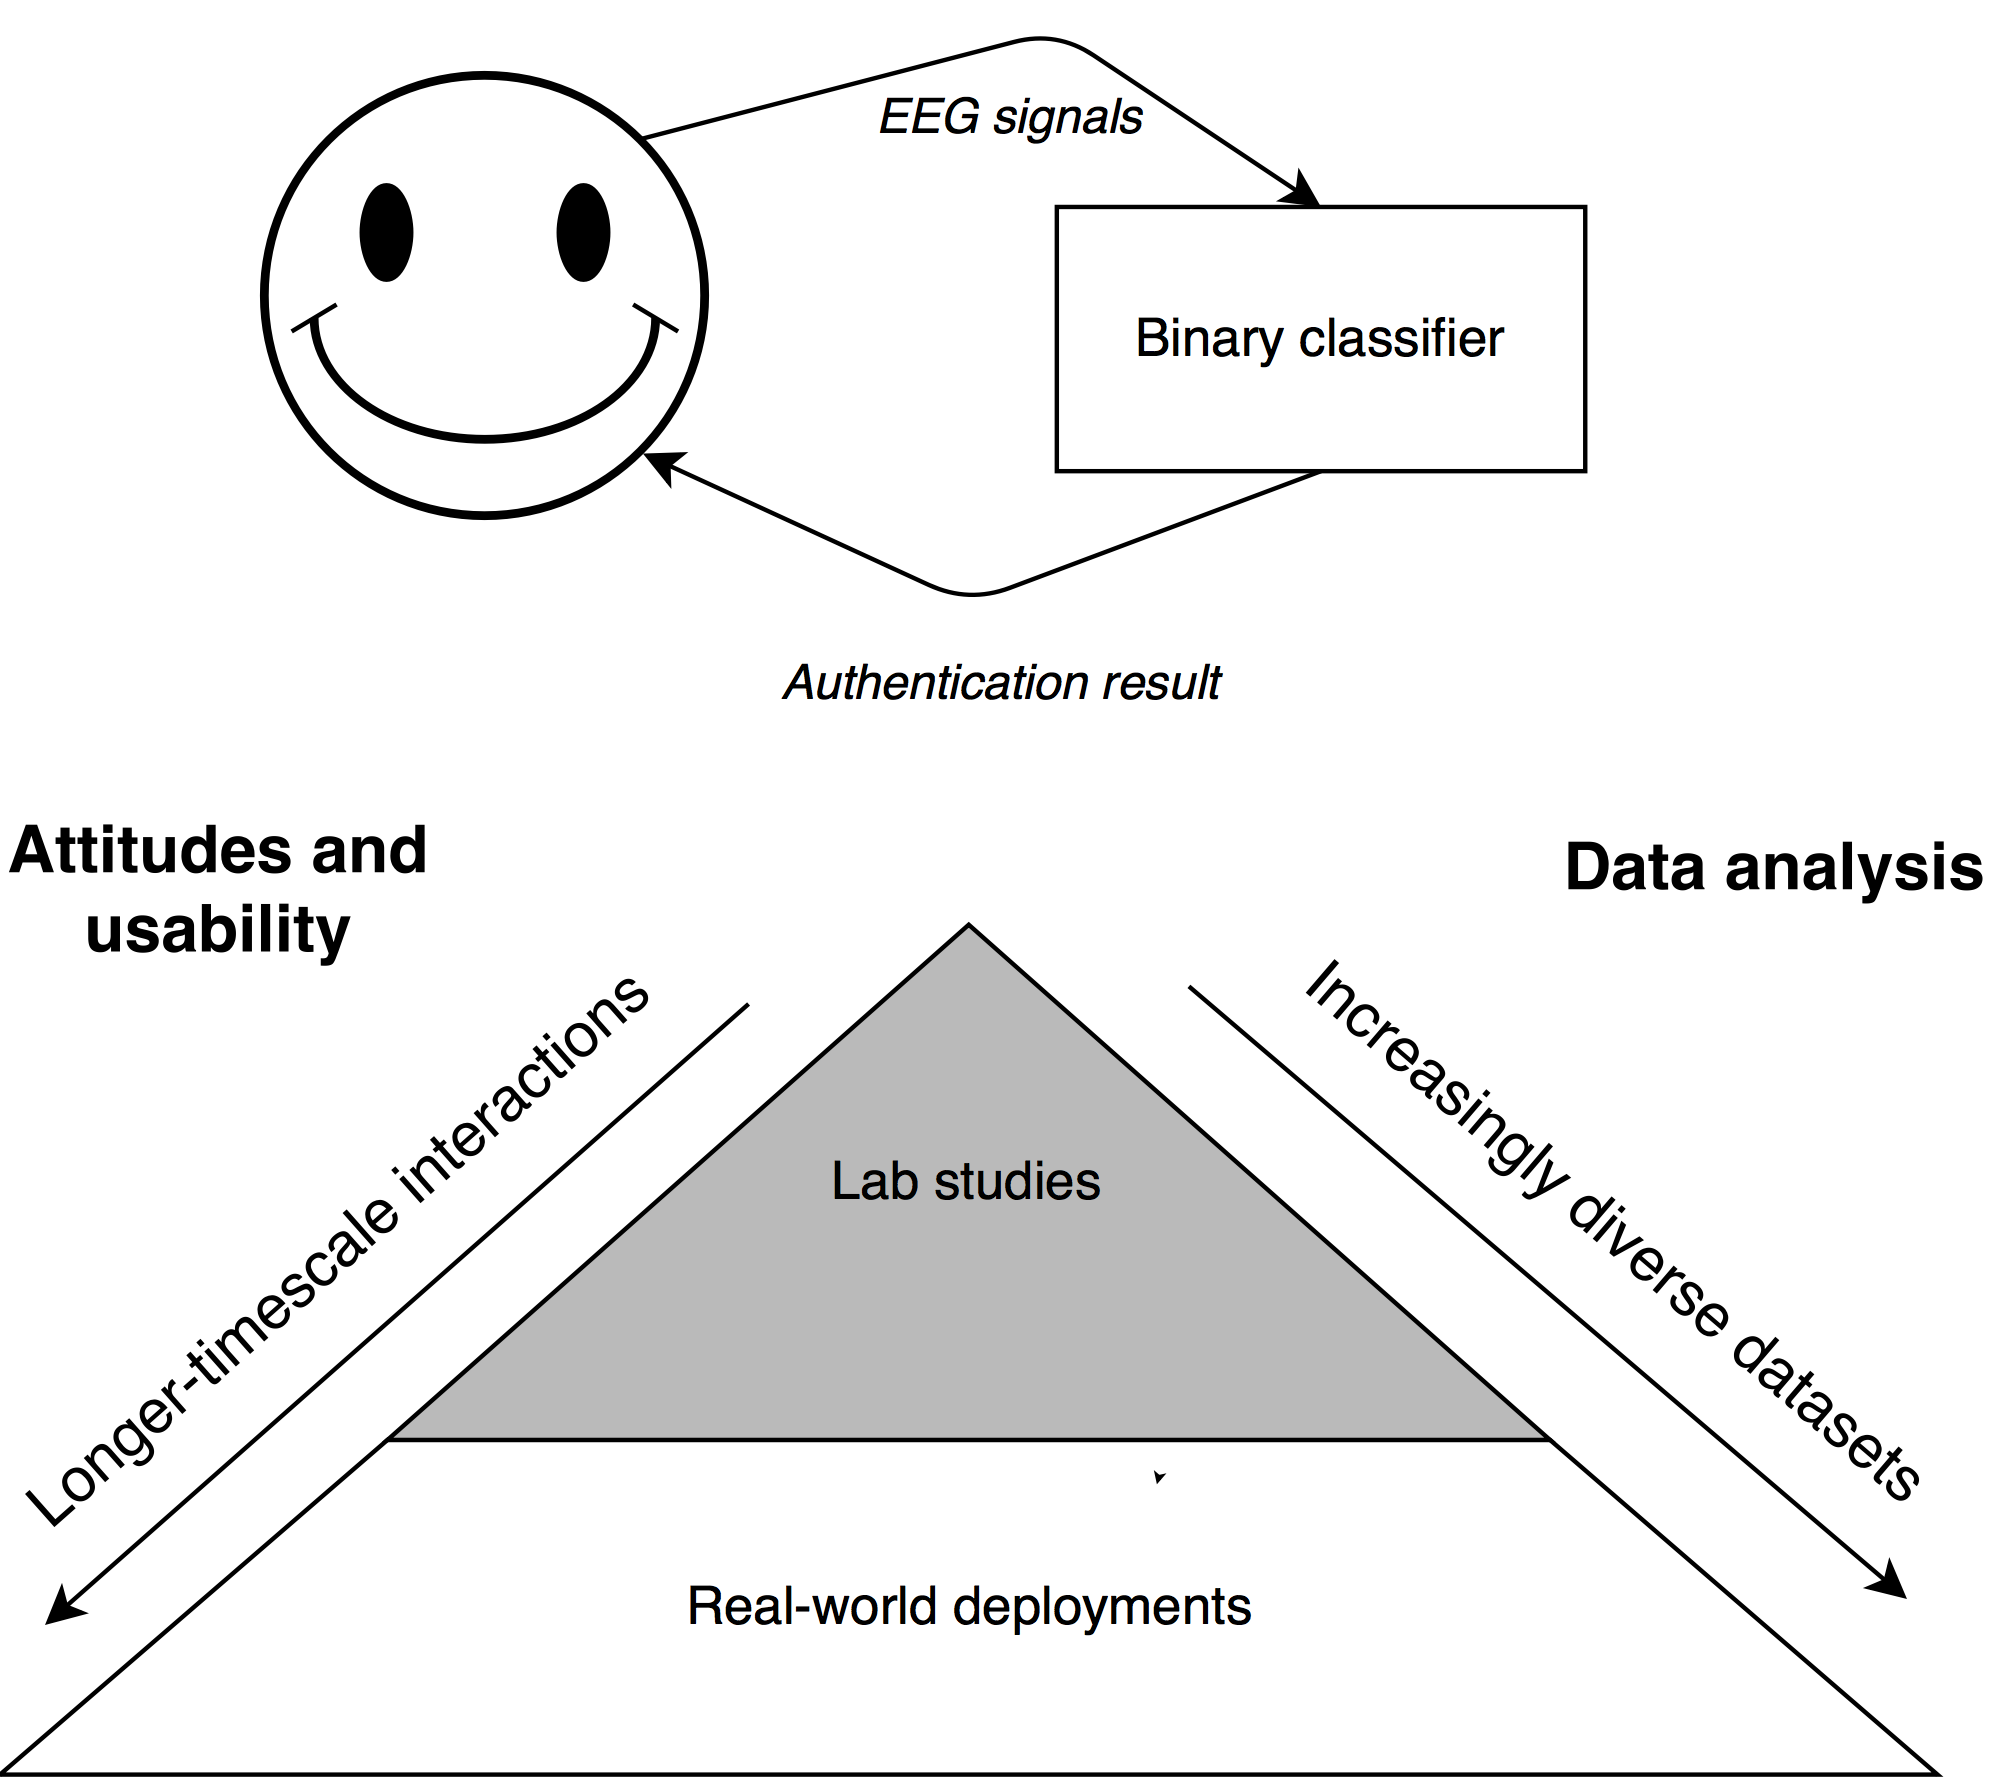 EEG signals
Binary classifier
Authentication result
Attitudes and
usability
Data analysis
Longer-timescale interactions
Increasingly diverse datasets
Lab studies
Real-world deployments